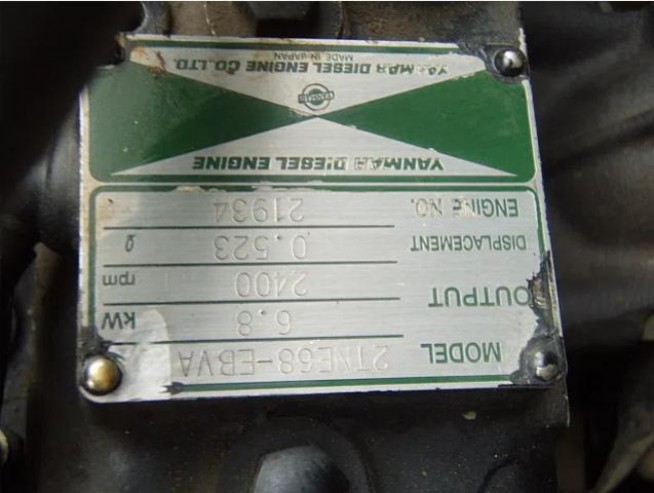 MODEL 2TNE68-EBVA
OUTPUT 6.8 kW
2400 rpm
DISPLACEMENT 0.523 ℓ
ENGINE NO. 21934
YANMAR DIESEL ENGINE
YANMAR DIESEL ENGINE CO., LTD.
MADE IN JAPAN